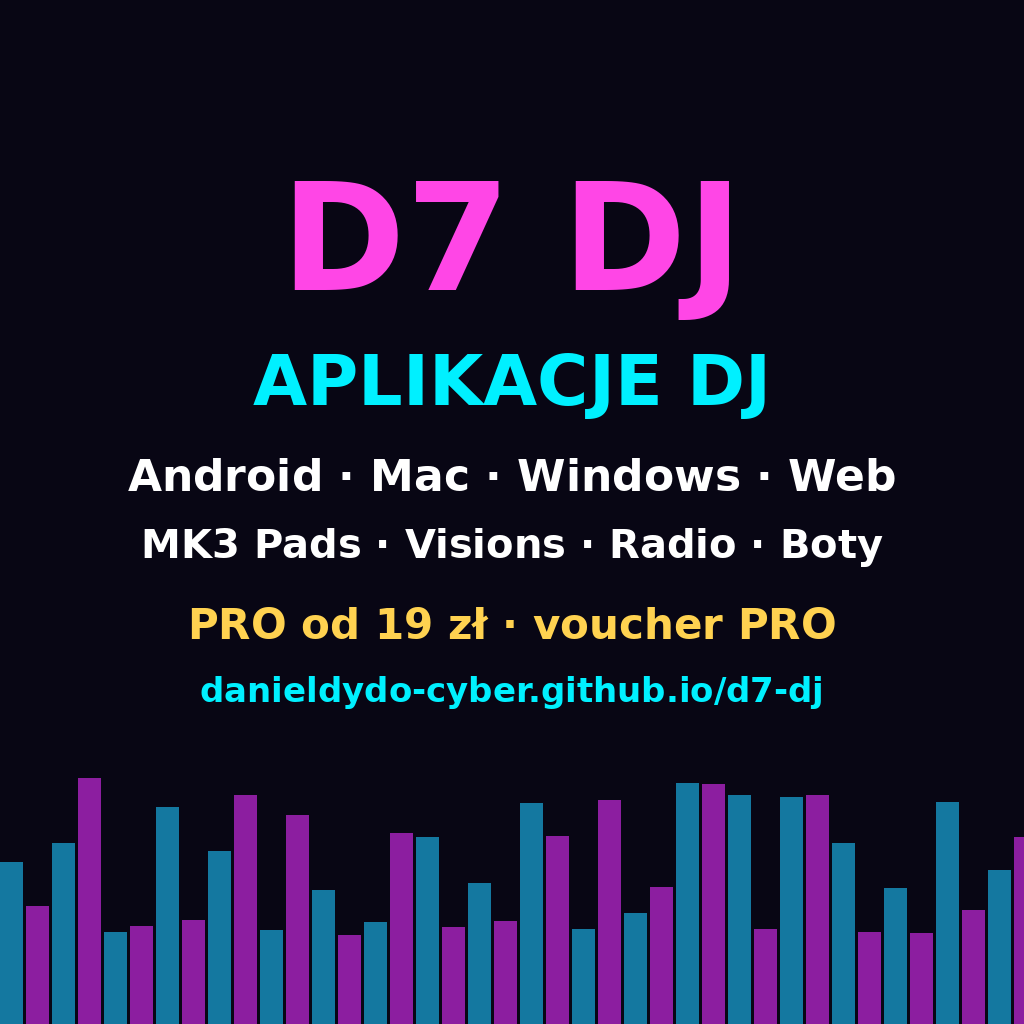 D7 DJ
APLIKACJE DJ
Android · Mac · Windows · Web
MK3 Pads · Visions · Radio · Boty
PRO od 19 zł · voucher PRO
danieldydo-cyber.github.io/d7-dj